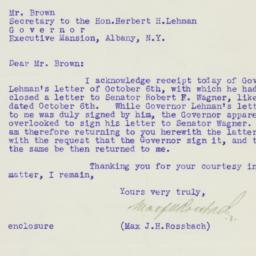 Mr. Brown
Secretary to the Hon.Herbert H.Lehman
Governor
Executive Mansion, Albany, N.Y.
Dear Mr. Brown:
I acknowledge receipt today of Gov
Lehman's letter of October 6th, with which he had
closed a letter to Senator Robert F. Wagner, like
dated October 6th. While Governor Lehman's lett
to me was duly signed by him, the Governor appare
overlooked to sign his letter to Senator Wagner.
am therefore returning to you herewith the latter
with the request that the Governor sign it, and t
the same be then returned to me.
Thanking you for your courtesy in
matter, I remain,
Yours very truly,
Max J.H. Rossbach
enclosure (Max J.H.Rossbach)